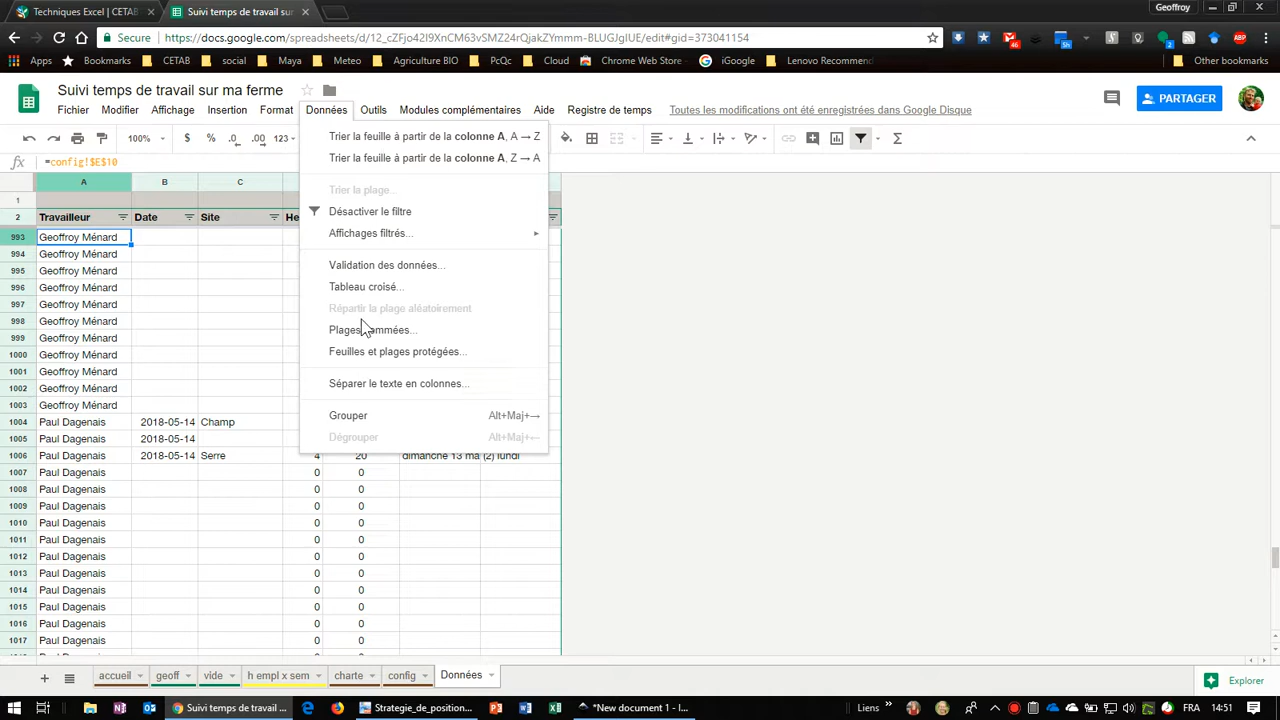 Techniques Excel | CETAB
Suivi temps de travail sur
Geoffroy
Secure
https://docs.google.com/spreadsheets/d/12_cZFjo42I9XnCM63vSMZ24rQjakZYmmm-BLUGJgIUE/edit#gid=373041154
Apps Bookmarks CETAB social Maya Meteo Agriculture BIO PcQc Cloud Chrome Web Store iGoogle Lenovo Recommend Other bookmarks
Suivi temps de travail sur ma ferme
Fichier Modifier Affichage Insertion Format Données Outils Modules complémentaires Aide Registre de temps Toutes les modifications ont été enregistrées dans Google Disque
PARTAGER
100% $ % 123
fx =config!$E$10
A B C
1
2 Travailleur Date Site He
993 Geoffroy Ménard
994 Geoffroy Ménard
995 Geoffroy Ménard
996 Geoffroy Ménard
997 Geoffroy Ménard
998 Geoffroy Ménard
999 Geoffroy Ménard
1000 Geoffroy Ménard
1001 Geoffroy Ménard
1002 Geoffroy Ménard
1003 Geoffroy Ménard
1004 Paul Dagenais 2018-05-14 Champ
1005 Paul Dagenais 2018-05-14
1006 Paul Dagenais 2018-05-14 Serre 4 20 dimanche 13 ma (2) lundi
1007 Paul Dagenais 0 0
1008 Paul Dagenais 0 0
1009 Paul Dagenais 0 0
1010 Paul Dagenais 0 0
1011 Paul Dagenais 0 0
1012 Paul Dagenais 0 0
1013 Paul Dagenais 0 0
1014 Paul Dagenais 0 0
1015 Paul Dagenais 0 0
1016 Paul Dagenais 0 0
1017 Paul Dagenais 0 0
Trier la feuille à partir de la colonne A, A → Z
Trier la feuille à partir de la colonne A, Z → A
Trier la plage...
Désactiver le filtre
Affichages filtrés...
Validation des données...
Tableau croisé...
Répartir la plage aléatoirement
Plages
Feuilles et plages protégées...
Séparer le texte en colonnes...
Grouper Alt+Maj+→
Dégrouper Alt+Maj+←
accueil geoff vide h empl x sem charte config Données
Explorer
Suivi temps de travail ...
Strategie_de_position...
*New document 1 - I...
Liens » FR 14:51